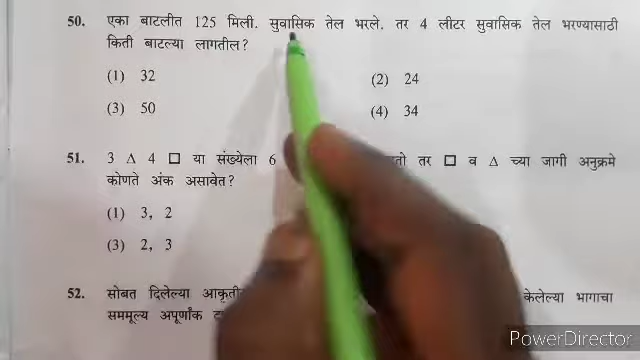 50. एका बाटलीत 125 मिली. सुवासिक तेल भरले. तर 4 लीटर सुवासिक तेल भरण्यासाठी
किती बाटल्या लागतील?
(1) 32 (2) 24
(3) 50 (4) 34
51. 3 Δ 4 □ या संख्येला 6 तर □ व Δ च्या जागी अनुक्रमे
कोणते अंक असावेत?
(1) 3, 2
(3) 2, 3
52. सोबत दिलेल्या केलेल्या भागाचा
सममूल्य अपूर्णांक
PowerDirector